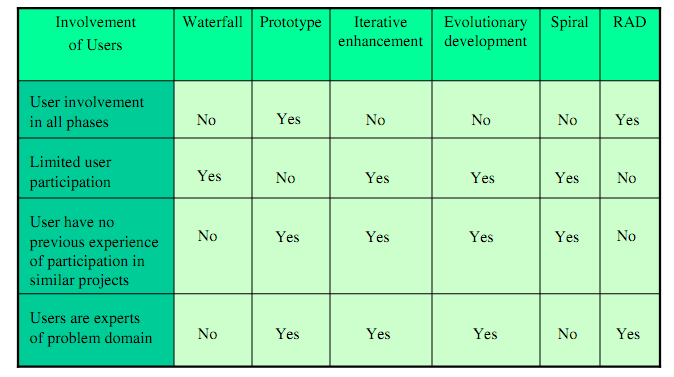 Involvement of Users | Waterfall | Prototype | Iterative enhancement | Evolutionary development | Spiral | RAD
User involvement in all phases | No | Yes | No | No | No | Yes
Limited user participation | Yes | No | Yes | Yes | Yes | No
User have no previous experience of participation in similar projects | No | Yes | Yes | Yes | Yes | No
Users are experts of problem domain | No | Yes | Yes | Yes | No | Yes